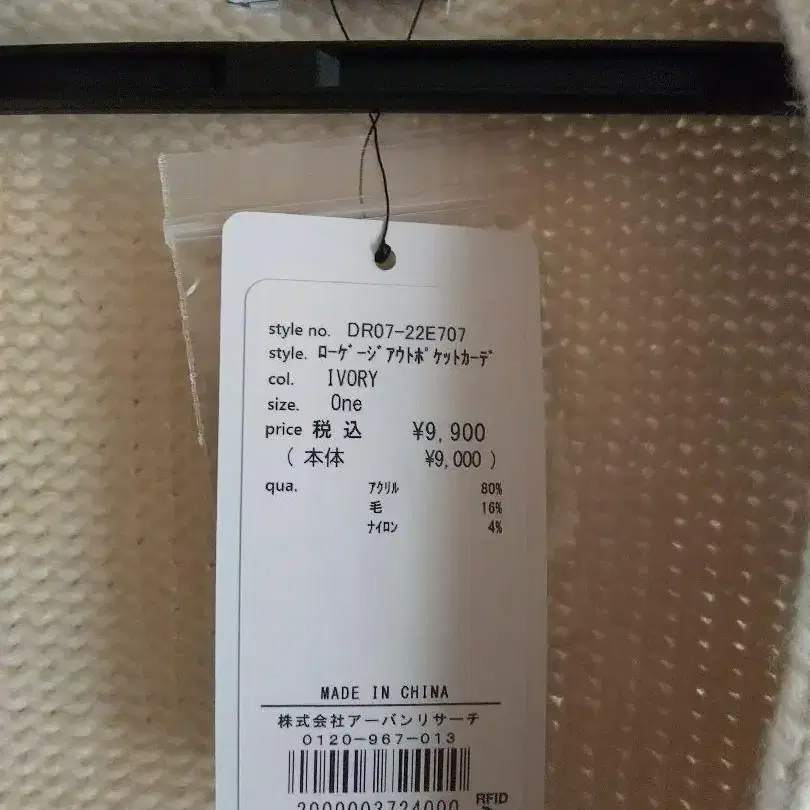 style no. DR07-22E707
style. ローゲージアウトポケットカーデ
col. IVORY
size. One
price 税込 ¥9,900
(本体 ¥9,000)
qua. アクリル 80%
毛 16%
ナイロン 4%
MADE IN CHINA
株式会社アーバンリサーチ
0120-967-013
2000003724000 RFID